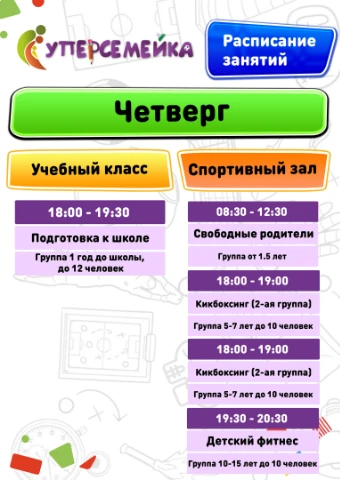 СУПЕРСЕМЕЙКА
Расписание
занятий
Четверг
Учебный класс
18:00 - 19:30
Подготовка к школе
Группа 1 год до школы,
до 12 человек
Спортивный зал
08:30 - 12:30
Свободные родители
Группа от 1.5 лет
18:00 - 19:00
Кикбоксинг (2-ая группа)
Группа 5-7 лет до 10 человек
18:00 - 19:00
Кикбоксинг (2-ая группа)
Группа 5-7 лет до 10 человек
19:30 - 20:30
Детский фитнес
Группа 10-15 лет до 10 человек